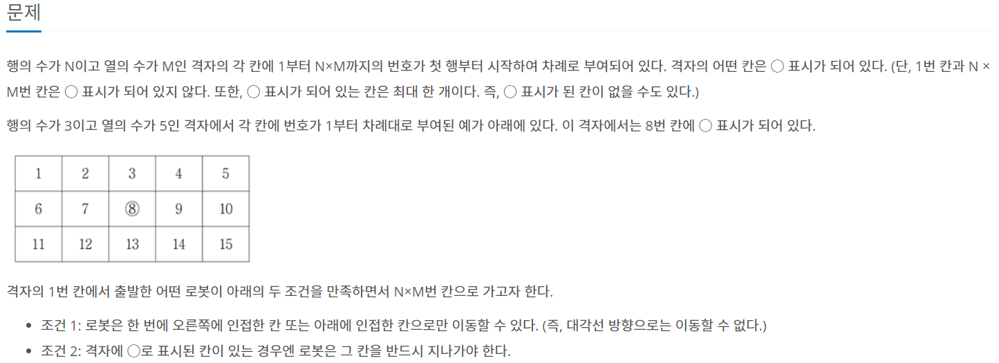 문제
행의 수가 N이고 열의 수가 M인 격자의 각 칸에 1부터 N×M까지의 번호가 첫 행부터 시작하여 차례로 부여되어 있다. 격자의 어떤 칸은 ○ 표시가 되어 있다. (단, 1번 칸과 N ×
M번 칸은 ○ 표시가 되어 있지 않다. 또한, ○ 표시가 되어 있는 칸은 최대 한 개이다. 즉, ○ 표시가 된 칸이 없을 수도 있다.)
행의 수가 3이고 열의 수가 5인 격자에서 각 칸에 번호가 1부터 차례대로 부여된 예가 아래에 있다. 이 격자에서는 8번 칸에 ○ 표시가 되어 있다.
1 2 3 4 5
6 7 ⑧ 9 10
11 12 13 14 15
격자의 1번 칸에서 출발한 어떤 로봇이 아래의 두 조건을 만족하면서 N×M번 칸으로 가고자 한다.
• 조건 1: 로봇은 한 번에 오른쪽에 인접한 칸 또는 아래에 인접한 칸으로만 이동할 수 있다. (즉, 대각선 방향으로는 이동할 수 없다.)
• 조건 2: 격자에 ○로 표시된 칸이 있는 경우엔 로봇은 그 칸을 반드시 지나가야 한다.